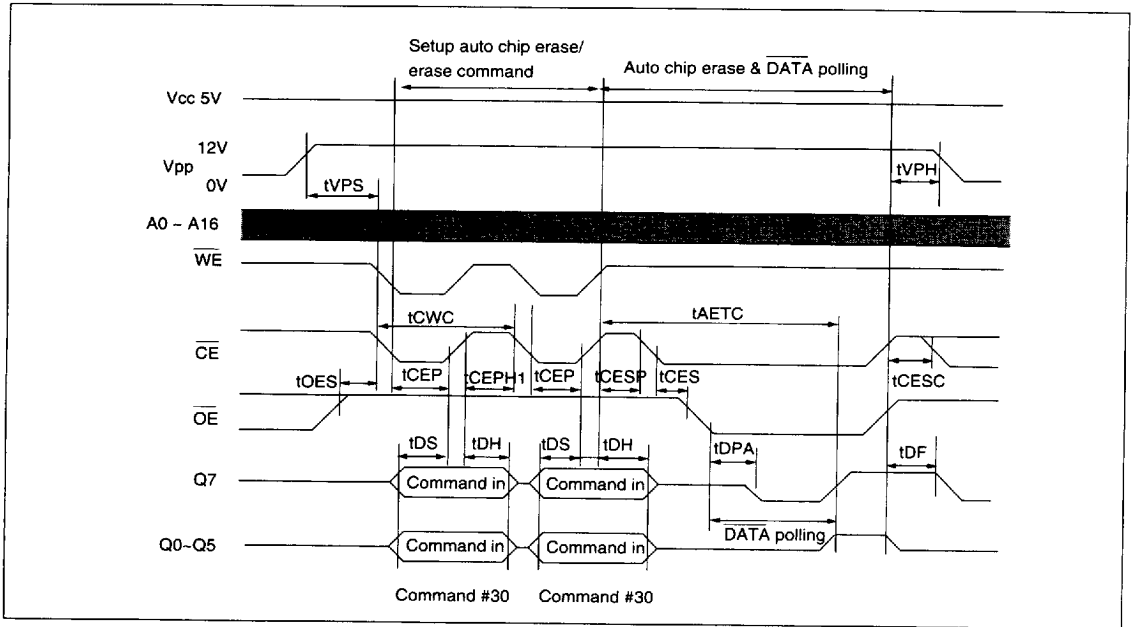 Setup auto chip erase/
erase command
Auto chip erase & DATA polling
Vcc 5V
12V
Vpp
0V
tVPS
tVPH
A0 ~ A16
WE
tCWC
tAETC
CE
tOES
tCEP
tCEPH1
tCEP
tCESP
tCES
tCESC
OE
tDS
tDH
tDS
tDH
tDPA
tDF
Q7
Command in
Command in
DATA polling
Q0~Q5
Command in
Command in
Command #30
Command #30